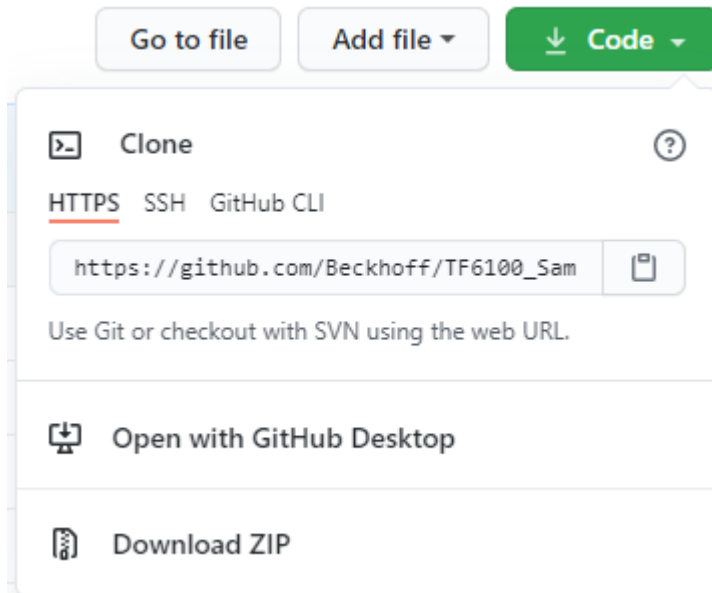 Go to file Add file Code
Clone
HTTPS SSH GitHub CLI
https://github.com/Beckhoff/TF6100_Sam
Use Git or checkout with SVN using the web URL.
Open with GitHub Desktop
Download ZIP